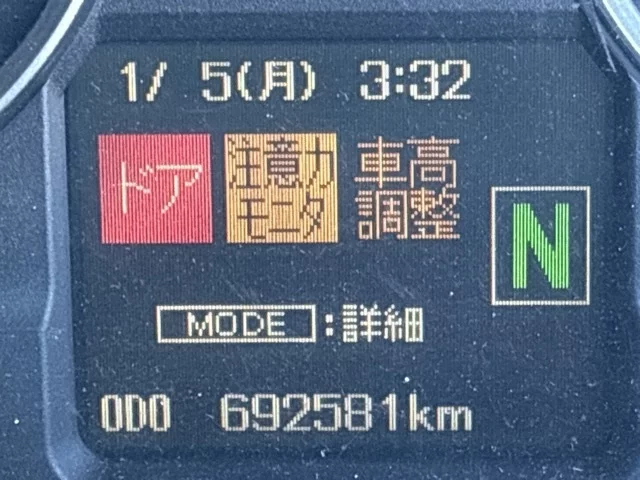 1/ 5(月) 3:32
ドア 注意力モニタ 車高調整
N
MODE:詳細
ODO 692581km